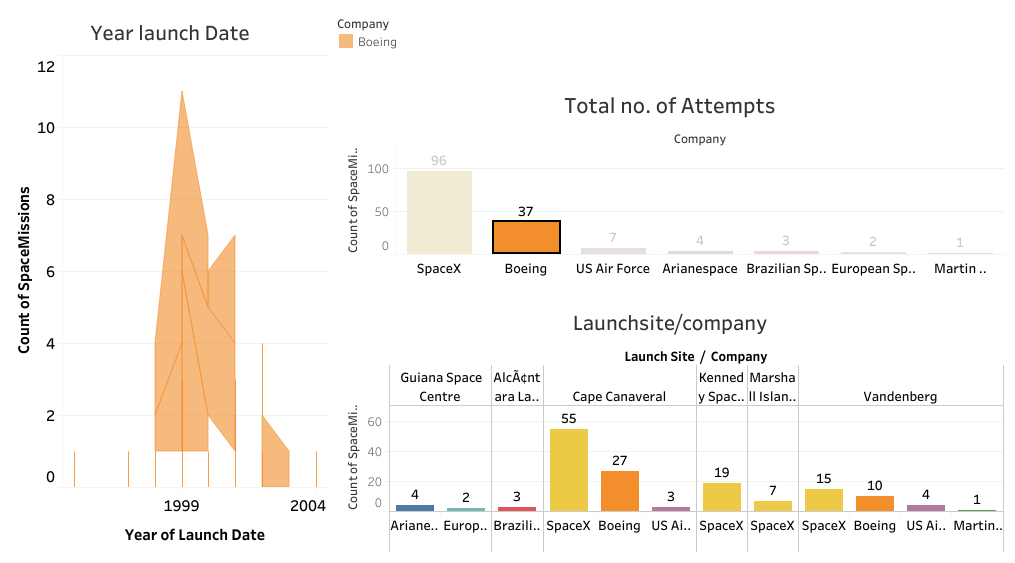 Year launch Date
Company
Boeing
12
10
8
6
4
2
0
Count of SpaceMissions
1999
2004
Year of Launch Date
Total no. of Attempts
Company
Count of SpaceMi..
100
50
0
96
37
7
4
3
2
1
SpaceX
Boeing
US Air Force
Arianespace
Brazilian Sp..
European Sp..
Martin ..
Launchsite/company
Launch Site / Company
Guiana Space
Centre
AlcÃ¢nt
ara La..
Cape Canaveral
Kenned
y Spac..
Marsha
ll Islan..
Vandenberg
Count of SpaceMi..
60
40
20
0
4
2
3
55
27
3
19
7
15
10
4
1
Ariane..
Europ..
Brazili..
SpaceX
Boeing
US Ai..
SpaceX
SpaceX
SpaceX
Boeing
US Ai..
Martin..